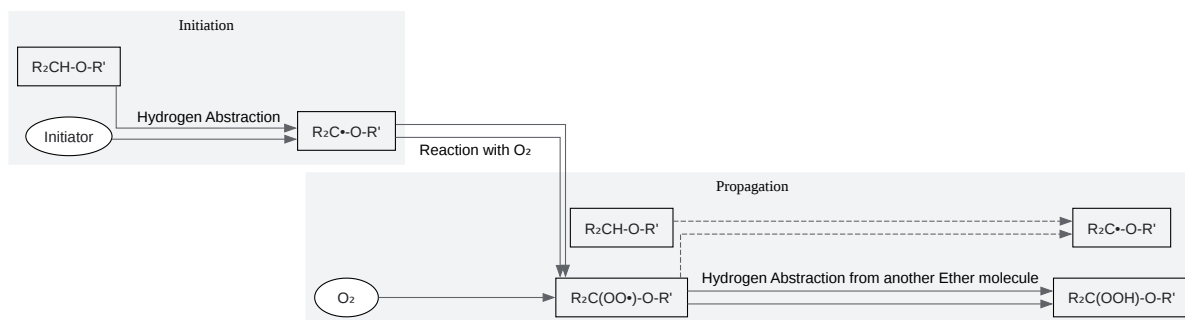 Initiation
R₂CH-O-R'
Hydrogen Abstraction
Initiator
R₂C•-O-R'
Reaction with O₂
Propagation
R₂CH-O-R'
R₂C•-O-R'
Hydrogen Abstraction from another Ether molecule
O₂
R₂C(OO•)-O-R'
R₂C(OOH)-O-R'